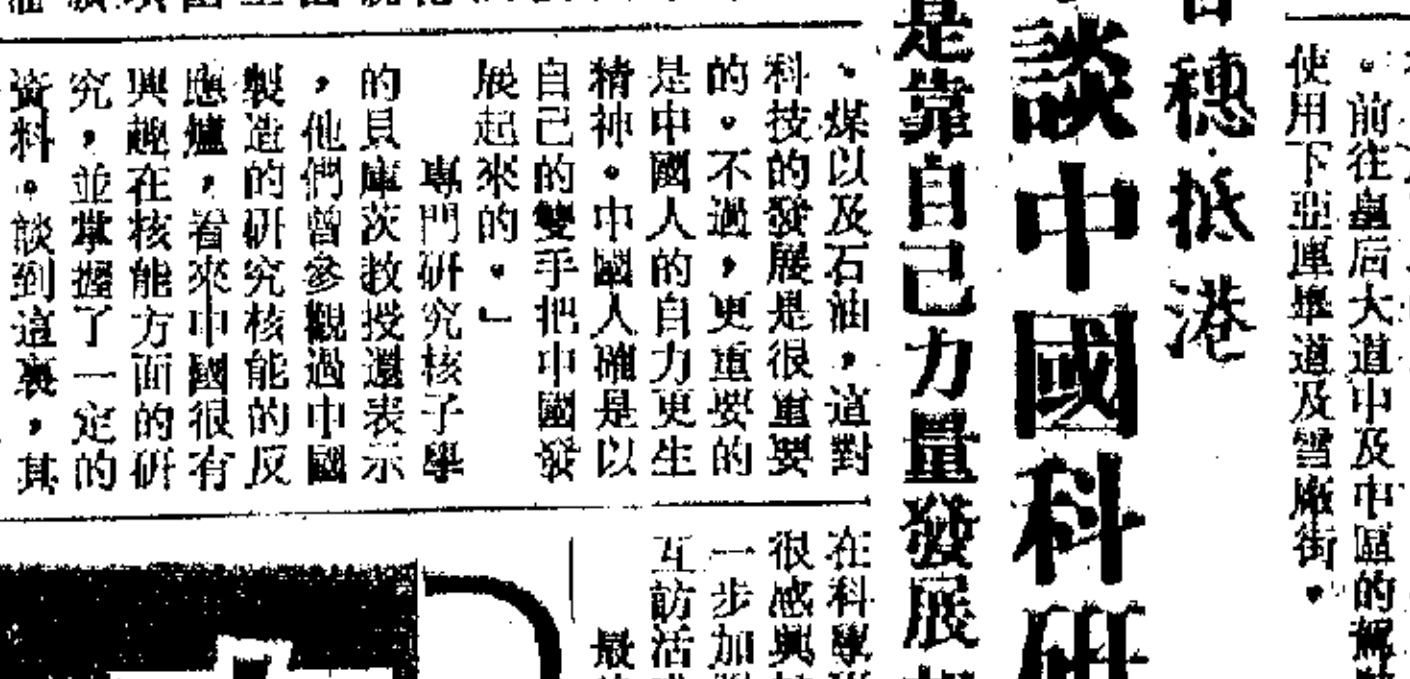 。前往皇后大道中及中區的
使用下亞厘畢道及雪廠街。
穗抵港
談中國科研
是靠自己力量發展
、煤以及石油，這對
科技的發展是很重要
的。不過，更重要的
是中國人的自力更生
精神。中國人確是以
自己的雙手把中國發
展起來的。」
專門研究核子學
的貝庫茨教授還表示
，他們曾參觀過中國
製造的研究核能的反
應爐，看來中國很有
興趣在核能方面的研
究，並掌握了一定的
資料。談到這裏，其
在科學
很感興
一步加
互訪活
最